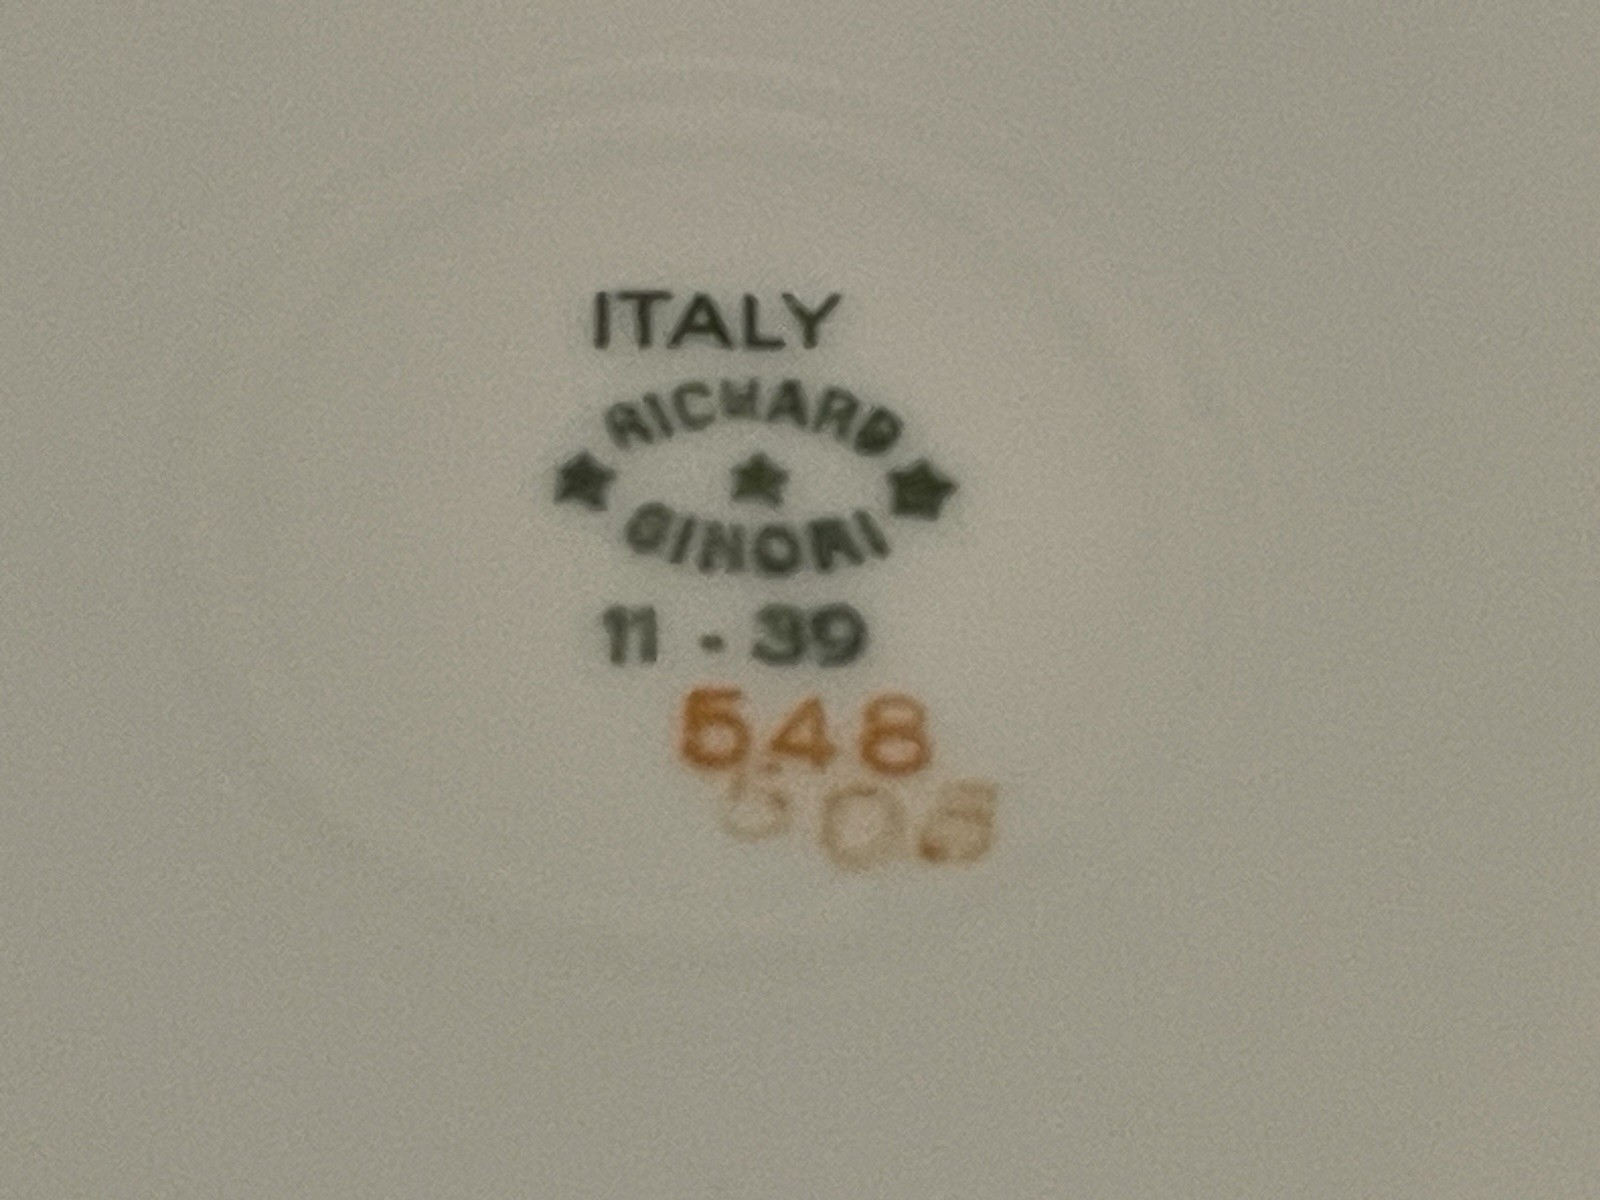 ITALY
RICHARD
GINORI
11 - 39
548